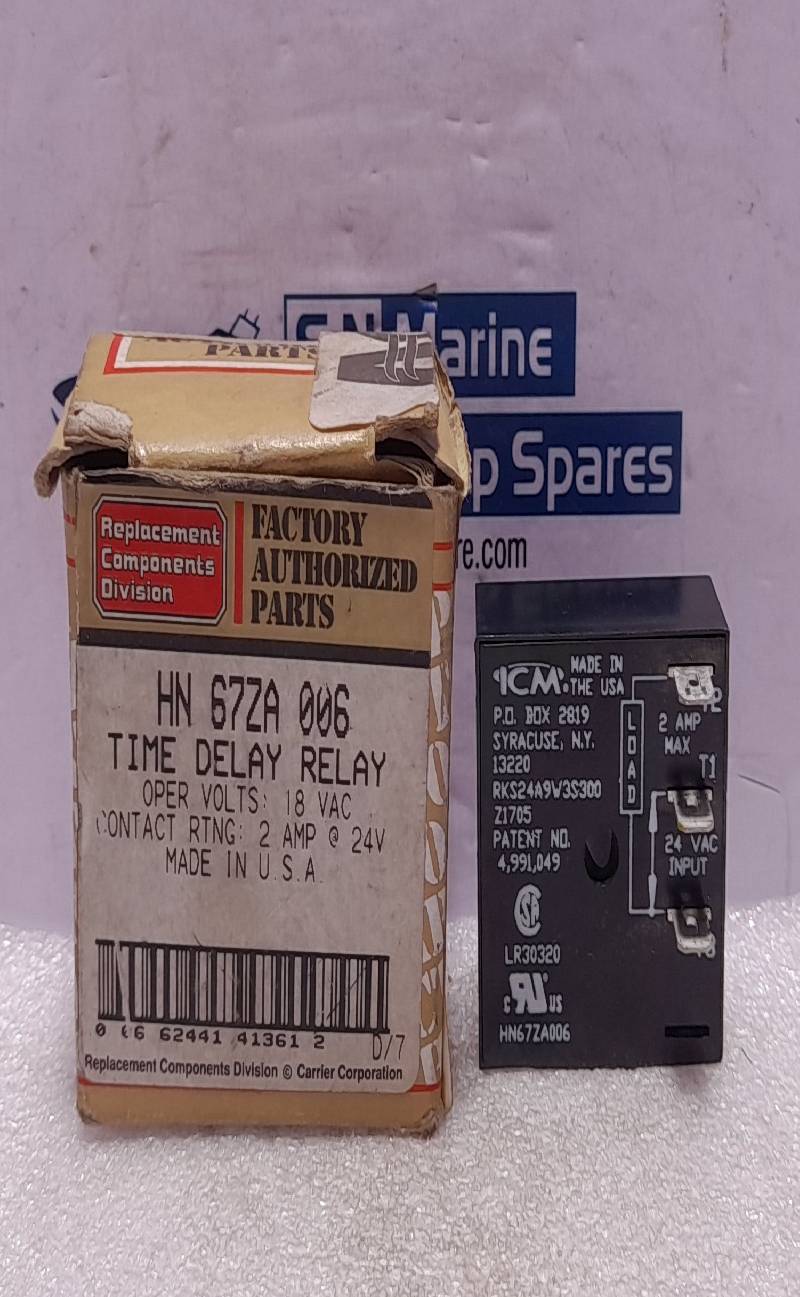 Marine
p Spares
re.com
PARTS
Replacement
Components
Division
FACTORY
AUTHORIZED
PARTS
HN 67ZA 006
TIME DELAY RELAY
OPER VOLTS: 18 VAC
CONTACT RTNG: 2 AMP @ 24V
MADE IN U.S.A.
62441 41361 2
D/7
Replacement Components Division © Carrier Corporation
ICM
MADE IN
THE USA
P.O. BOX 2819
SYRACUSE, N.Y.
13220
RKS24A9W3S300
Z1705
PATENT NO.
4,991,049
LR30320
c RU US
HN67ZA006
LOAD
2 AMP
MAX
T1
24 VAC
INPUT